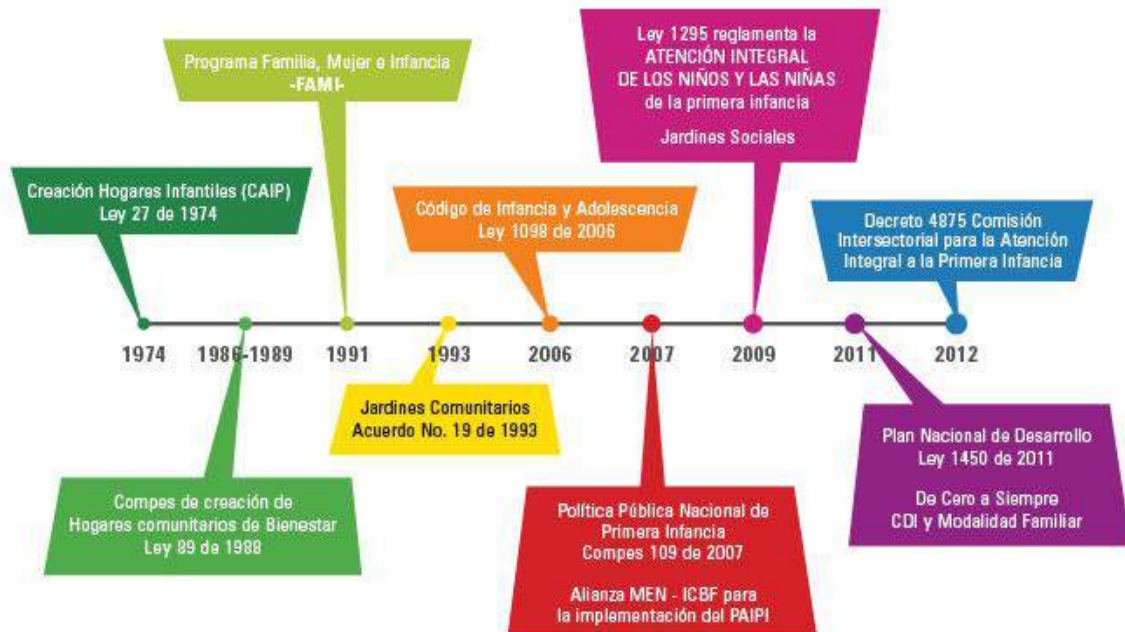 Programa Familia, Mujer e Infancia
-FAMI-
Ley 1295 reglamenta la
ATENCIÓN INTEGRAL
DE LOS NIÑOS Y LAS NIÑAS
de la primera infancia
Jardines Sociales
Creación Hogares Infantiles (CAIP)
Ley 27 de 1974
Código de Infancia y Adolescencia
Ley 1098 de 2006
Decreto 4875 Comisión
Intersectorial para la Atención
Integral a la Primera Infancia
1974
1986-1989
1991
1993
2006
2007
2009
2011
2012
Jardines Comunitarios
Acuerdo No. 19 de 1993
Compes de creación de
Hogares comunitarios de Bienestar
Ley 89 de 1988
Política Pública Nacional de
Primera Infancia
Compes 109 de 2007
Alianza MEN - ICBF para
la implementación del PAIPI
Plan Nacional de Desarrollo
Ley 1450 de 2011
De Cero a Siempre
CDI y Modalidad Familiar